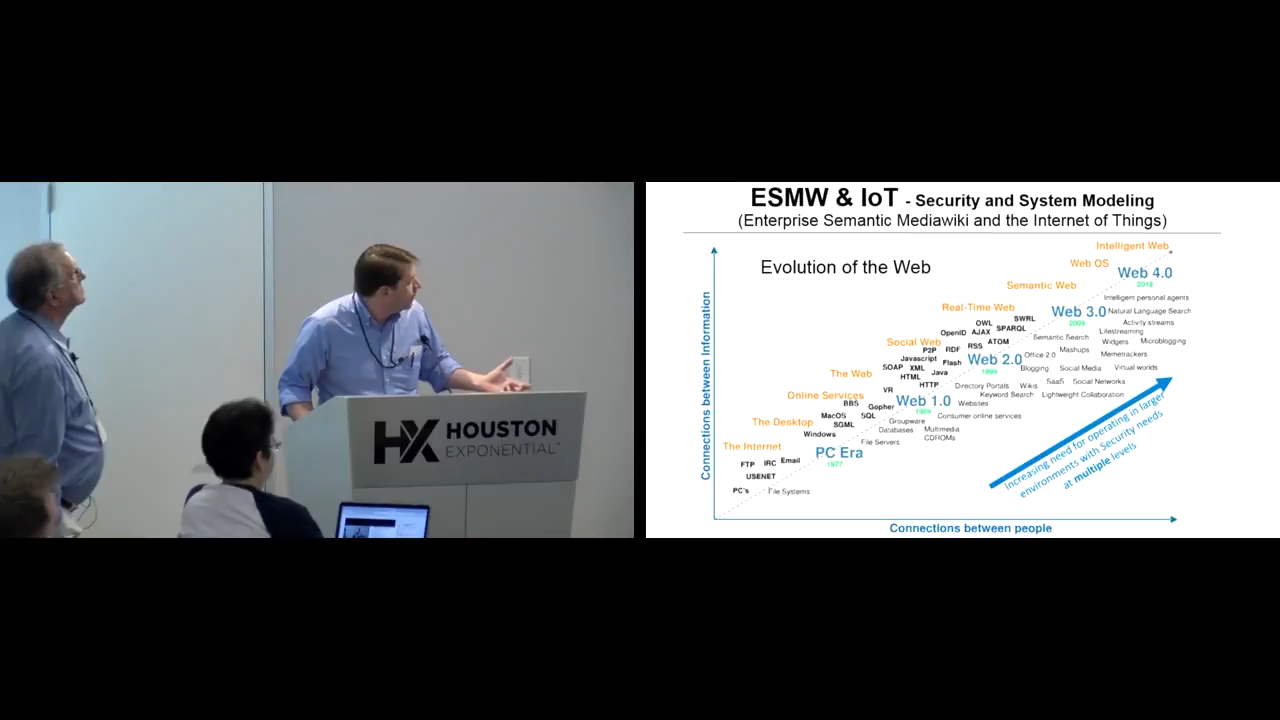 HX HOUSTON
EXPONENTIAL™
ESMW & IoT - Security and System Modeling
(Enterprise Semantic Mediawiki and the Internet of Things)
Evolution of the Web
Intelligent Web
Web OS
Web 4.0
2018
Semantic Web
Intelligent personal agents
Real-Time Web
Web 3.0
2009
Natural Language Search
SWRL
OWL
Activity streams
OpenID AJAX SPARQL
Lifestreaming
Semantic Search
Social Web
ATOM
Widgets
Microblogging
P2P RDF RSS
Mashups
Javascript
Web 2.0
1999
Office 2.0
Memetrackers
SOAP XML Flash
Blogging
Social Media
Virtual worlds
The Web
HTML Java
HTTP
Directory Portals
Wikis
SaaS
Social Networks
VR
Keyword Search
Lightweight Collaboration
Online Services
BBS
Gopher
Web 1.0
1989
Websites
MacOS
SQL
Consumer online services
The Desktop
SGML
Groupware
Windows
Databases
Multimedia
CD/ROMs
File Servers
The Internet
PC Era
1977
FTP IRC Email
USENET
PC's
File Systems
Increasing need for operating in larger
environments with Security needs
at multiple levels
Connections between Information
Connections between people